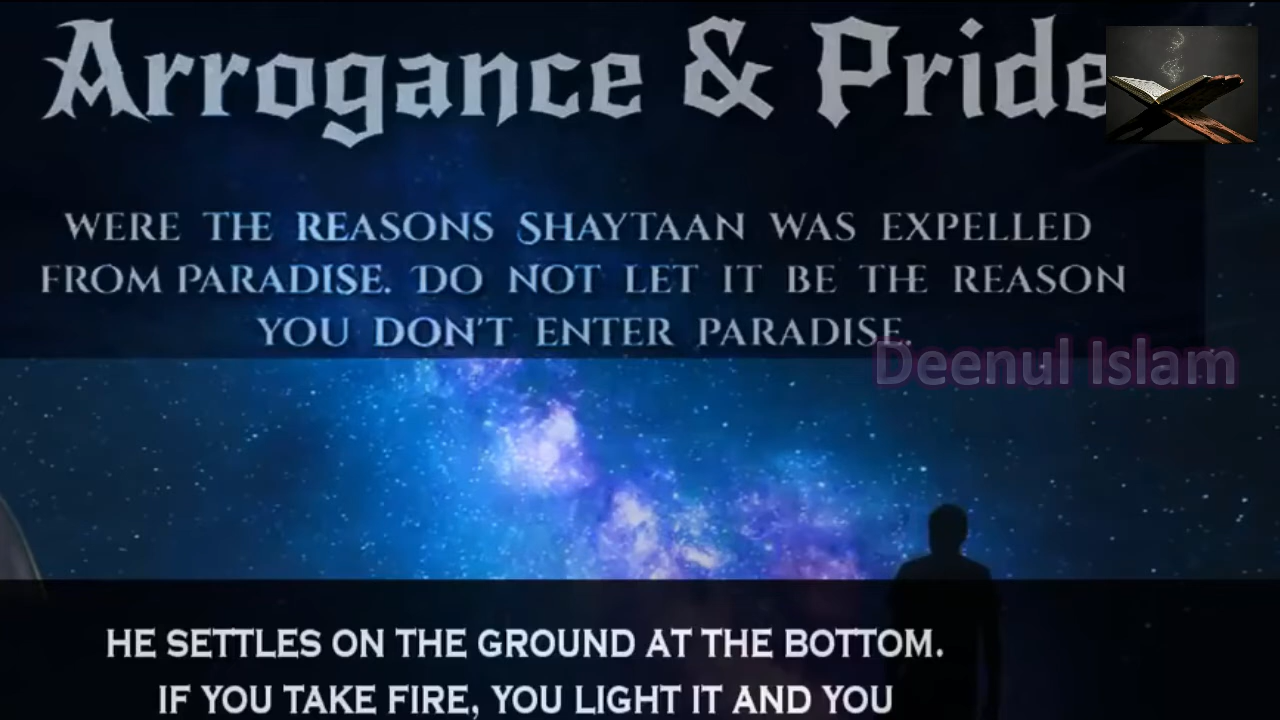 Arrogance & Pride
WERE THE REASONS SHAYTAAN WAS EXPELLED
FROM PARADISE. DO NOT LET IT BE THE REASON
YOU DON'T ENTER PARADISE.
Deenul Islam
HE SETTLES ON THE GROUND AT THE BOTTOM.
IF YOU TAKE FIRE, YOU LIGHT IT AND YOU